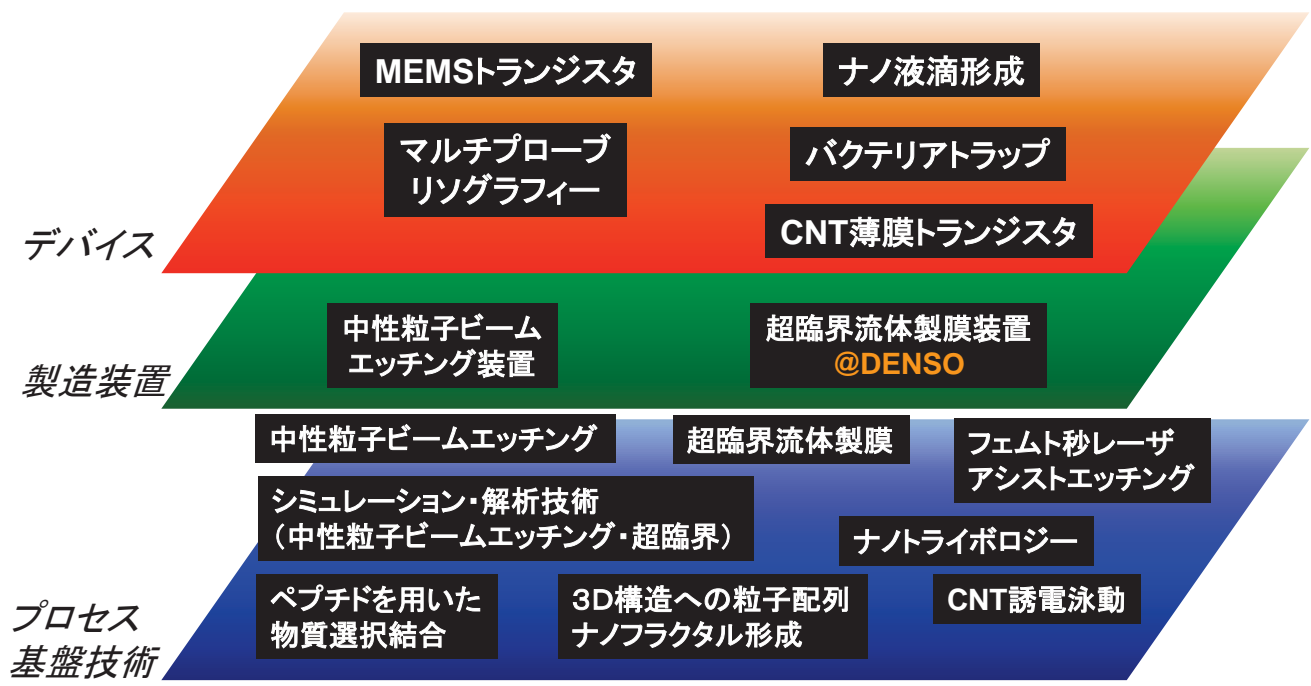 MEMSトランジスタ
ナノ液滴形成
マルチプローブ
リソグラフィー
バクテリアトラップ
CNT薄膜トランジスタ
デバイス
中性粒子ビーム
エッチング装置
超臨界流体製膜装置
@DENSO
製造装置
中性粒子ビームエッチング
超臨界流体製膜
フェムト秒レーザ
アシストエッチング
シミュレーション・解析技術
（中性粒子ビームエッチング・超臨界）
ナノトライボロジー
ペプチドを用いた
物質選択結合
３D構造への粒子配列
ナノフラクタル形成
CNT誘電泳動
プロセス
基盤技術